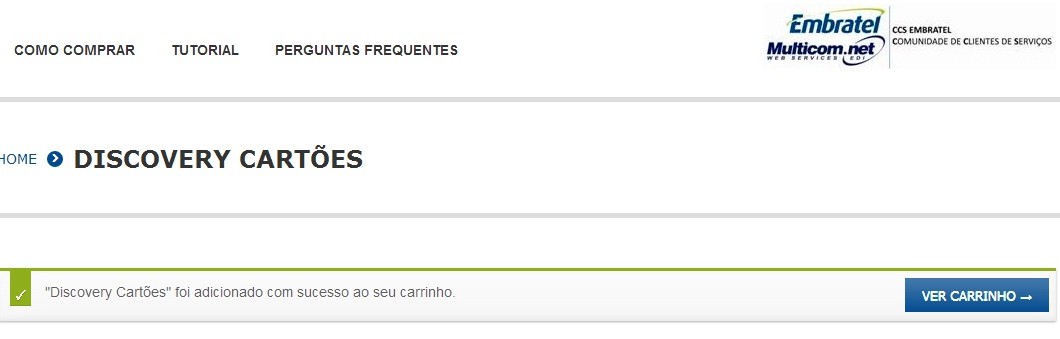 COMO COMPRAR TUTORIAL PERGUNTAS FREQUENTES
Embratel
Multicom.net
WEB SERVICES EDI
CCS EMBRATEL
COMUNIDADE DE CLIENTES DE SERVIÇOS
HOME DISCOVERY CARTÕES
✓ "Discovery Cartões" foi adicionado com sucesso ao seu carrinho. VER CARRINHO →